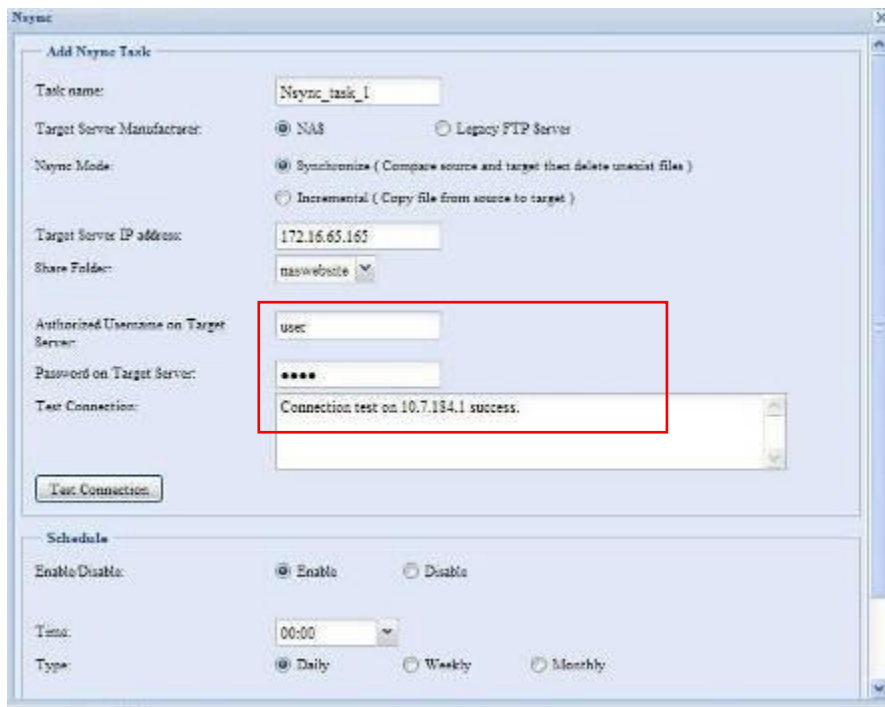 Nsync
Add Nsync Task
Task name: Nsync_task_1
Target Server Manufacturer: NAS Legacy FTP Server
Nsync Mode: Synchronize ( Compare source and target then delete unexist files )
Incremental ( Copy file from source to target )
Target Server IP address: 172.16.65.165
Share Folder: naswebsite
Authorized Username on Target Server: user
Password on Target Server: ●●●●
Test Connection: Connection test on 10.7.184.1 success.
Test Connection
Schedule
Enable/Disable: Enable Disable
Time: 00:00
Type: Daily Weekly Monthly